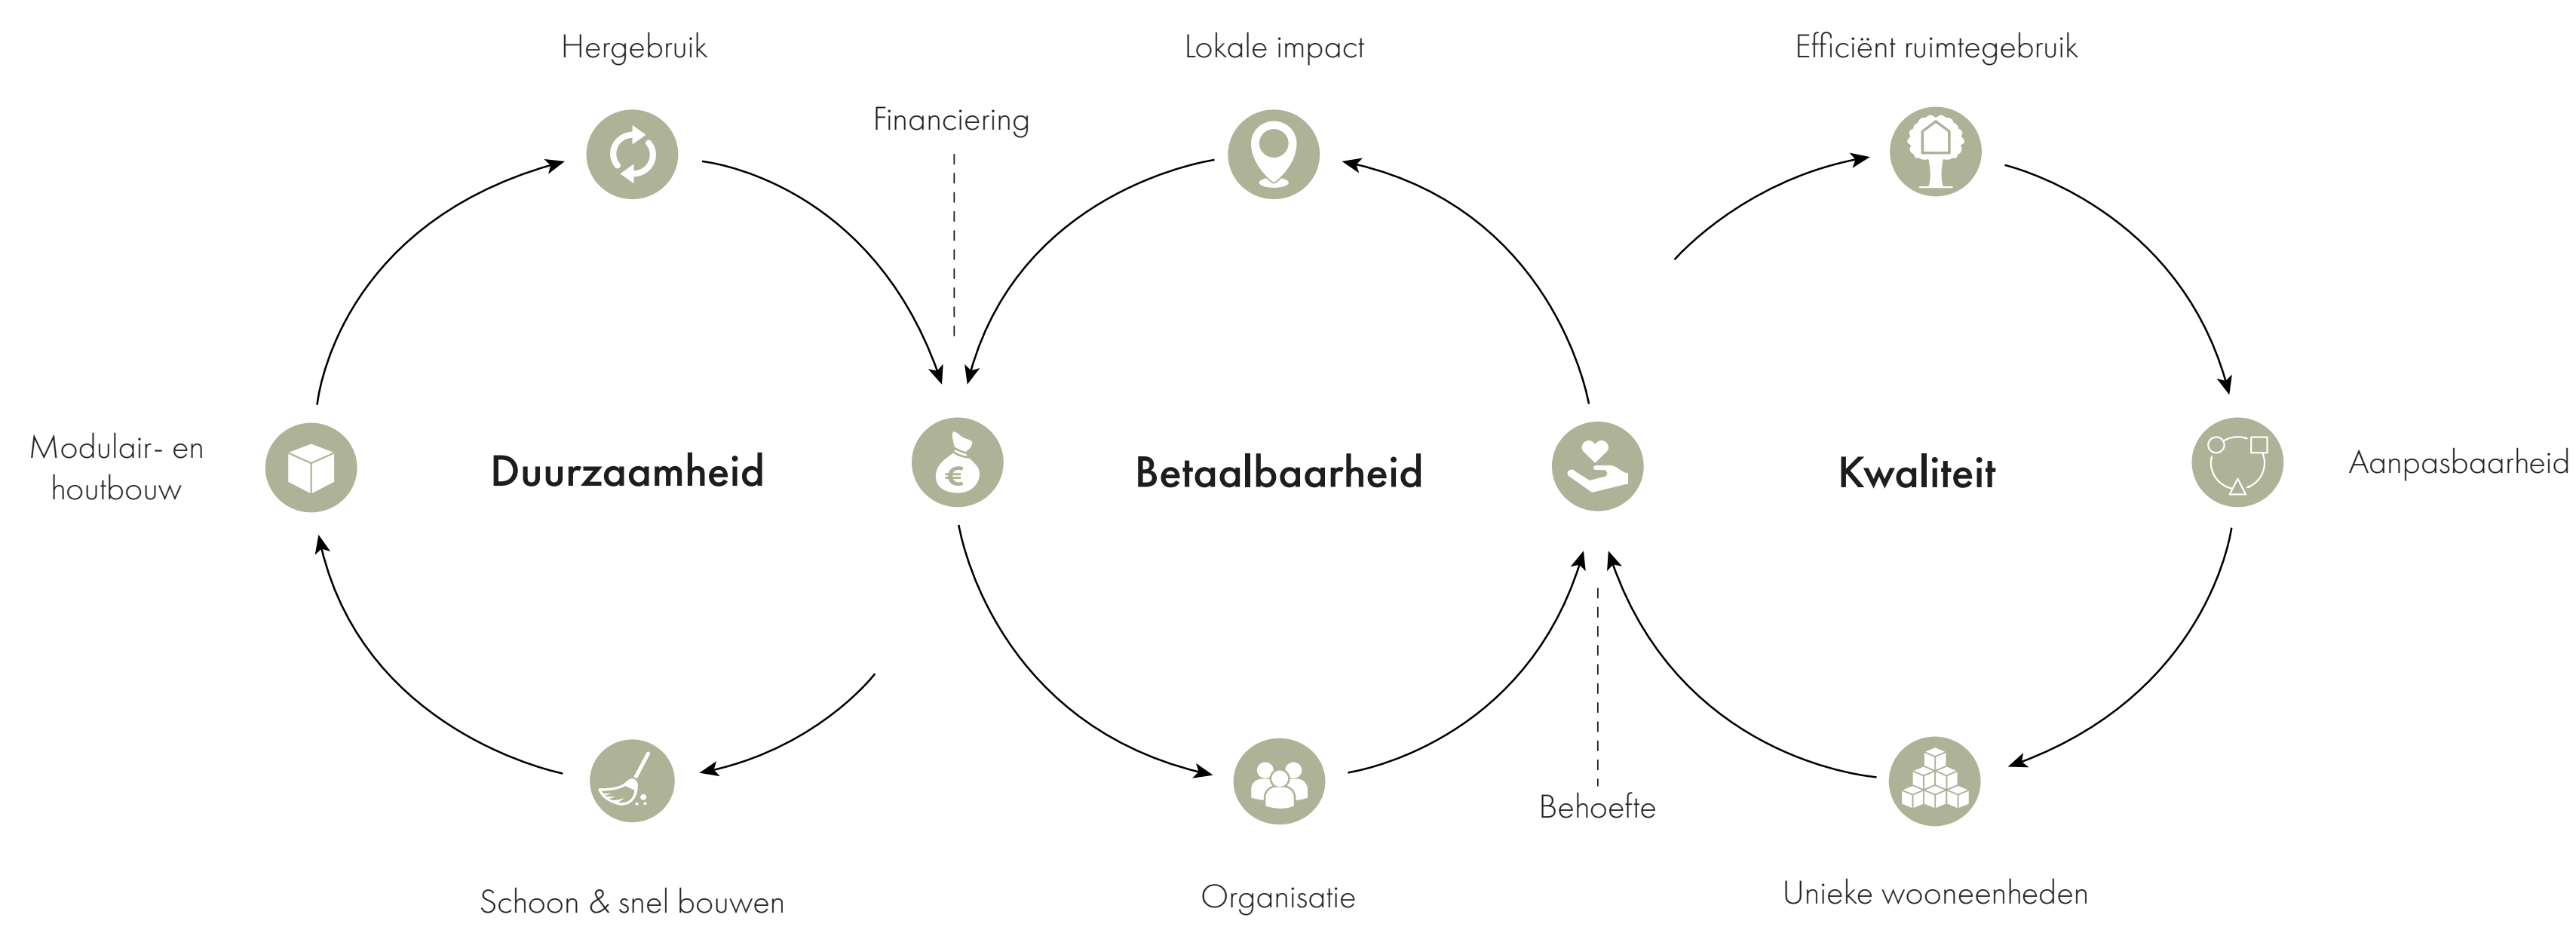 Hergebruik
Lokale impact
Efficiënt ruimtegebruik
Financiering
Modulair- en
houtbouw
Duurzaamheid
€
Betaalbaarheid
Kwaliteit
Aanpasbaarheid
Behoefte
Schoon & snel bouwen
Organisatie
Unieke wooneenheden